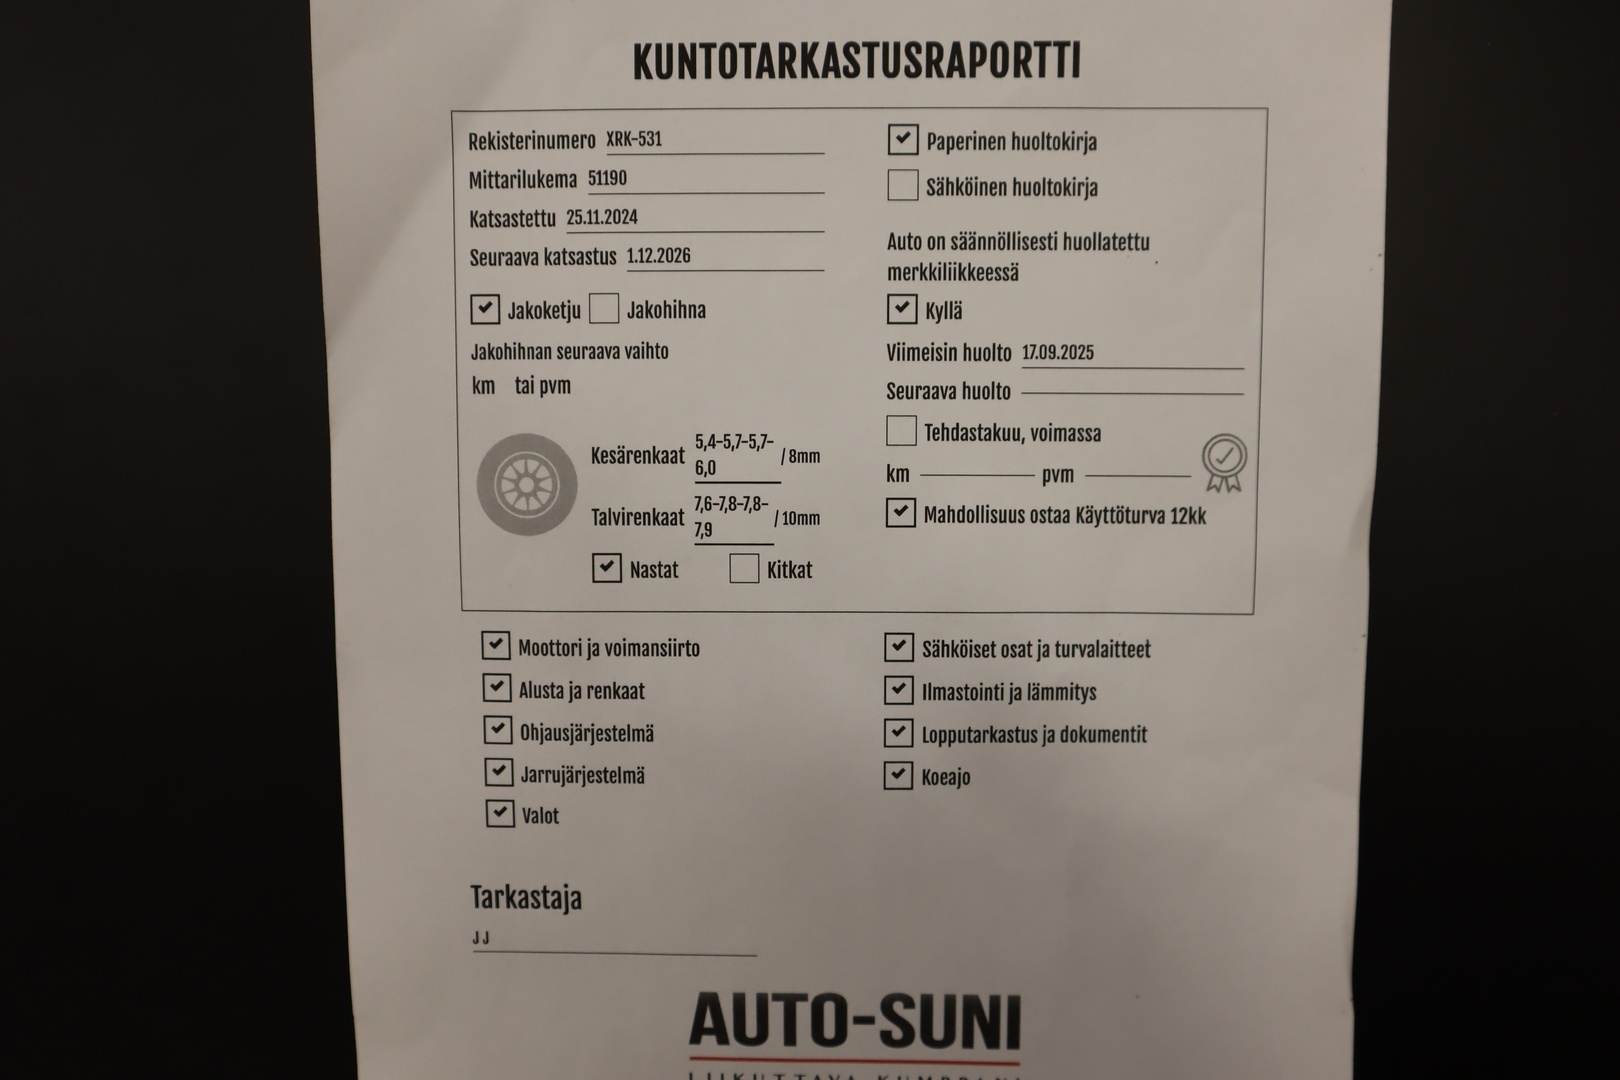 KUNTOTARKASTUSRAPORTTI
Rekisterinumero XRK-531
Mittarilukema 51190
Katsastettu 25.11.2024
Seuraava katsastus 1.12.2026
Jakoketju Jakohihna
Jakohihnan seuraava vaihto
km tai pvm
Kesärenkaat 5,4-5,7-5,7-
6,0 / 8mm
Talvirenkaat 7,6-7,8-7,8-
7,9 / 10mm
Nastat Kitkat
Paperinen huoltokirja
Sähköinen huoltokirja
Auto on säännöllisesti huollatettu
merkkiliikkeessä
Kyllä
Viimeisin huolto 17.09.2025
Seuraava huolto
Tehdastakuu, voimassa
km pvm
Mahdollisuus ostaa Käyttöturva 12kk
Moottori ja voimansiirto
Alusta ja renkaat
Ohjausjärjestelmä
Jarrujärjestelmä
Valot
Sähköiset osat ja turvalaitteet
Ilmastointi ja lämmitys
Lopputarkastus ja dokumentit
Koeajo
Tarkastaja
J J
AUTO-SUNI